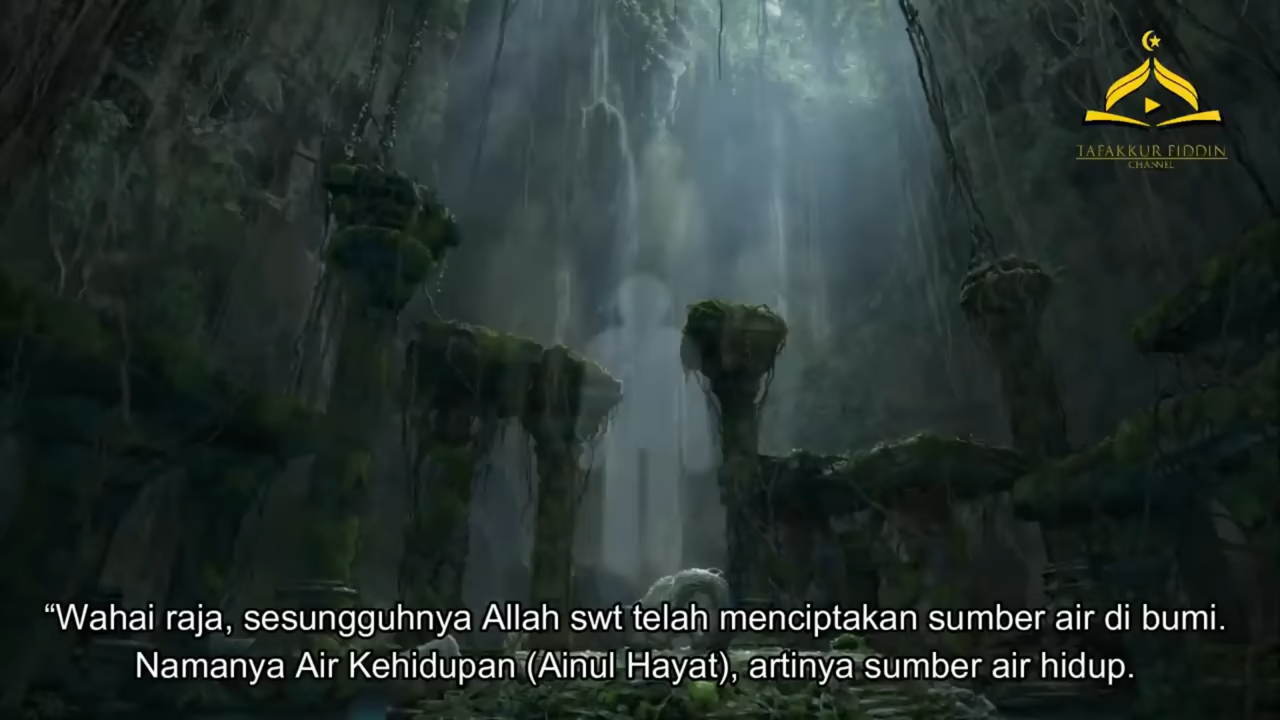 TAFAKKUR FIDDIN
CHANNEL
“Wahai raja, sesungguhnya Allah swt telah menciptakan sumber air di bumi.
Namanya Air Kehidupan (Ainul Hayat), artinya sumber air hidup.